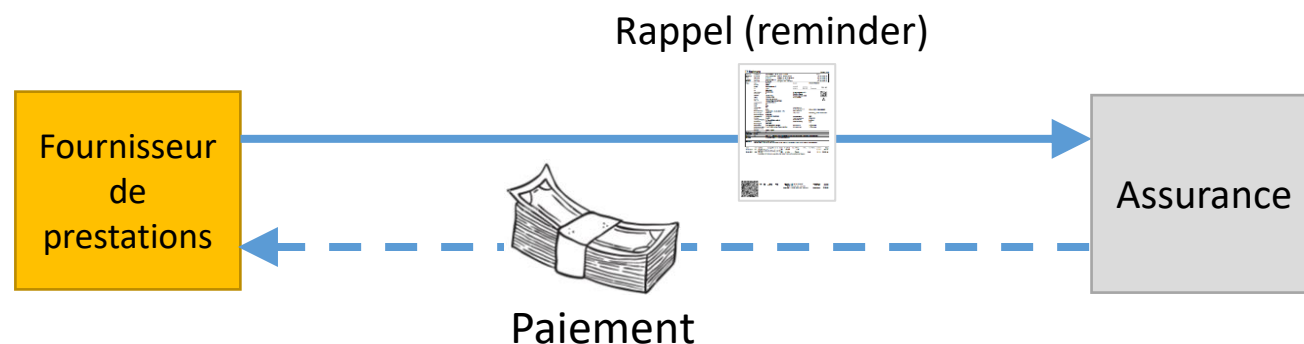 Rappel (reminder)
Fournisseur
de
prestations
Assurance
Paiement